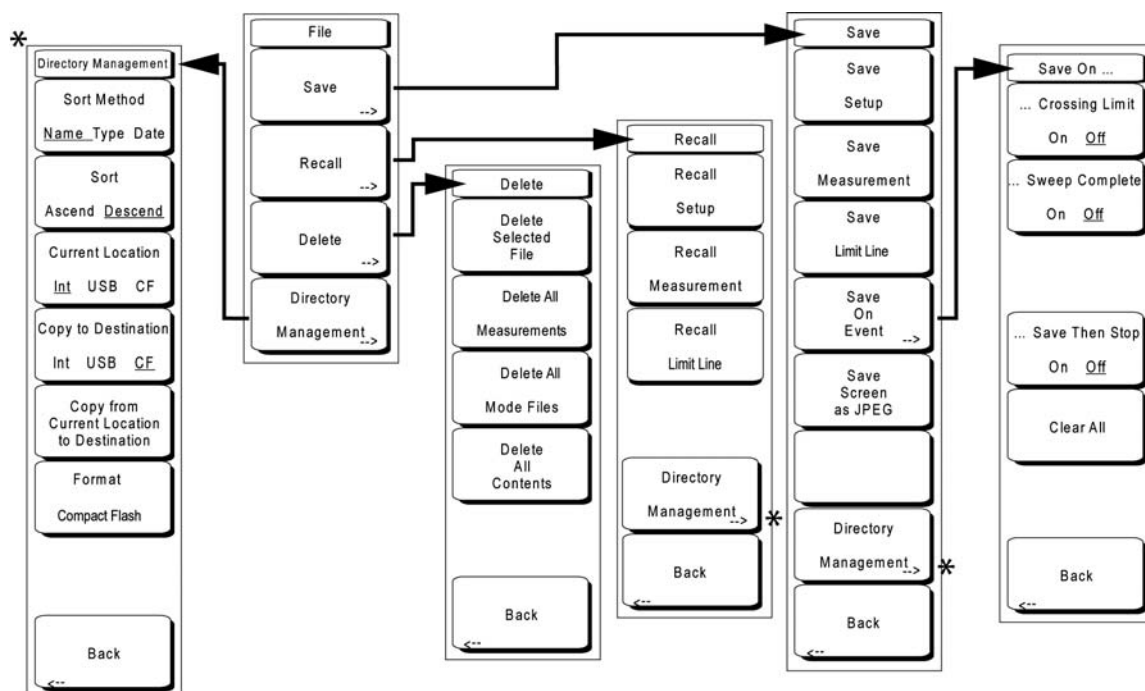 *
Directory Management
Sort Method
Name Type Date
Sort
Ascend Descend
Current Location
Int USB CF
Copy to Destination
Int USB CF
Copy from
Current Location
to Destination
Format
Compact Flash
Back
<--
File
Save
-->
Recall
-->
Delete
-->
Directory
Management
-->
Delete
Delete
Selected
File
Delete All
Measurements
Delete All
Mode Files
Delete
All
Contents
Back
<--
Recall
Recall
Setup
Recall
Measurement
Recall
Limit Line
Directory
Management
-->
*
Back
<--
Save
Save
Setup
Save
Measurement
Save
Limit Line
Save
On
Event
-->
Save
Screen
as JPEG
Directory
Management
-->
*
Back
<--
Save On ...
... Crossing Limit
On Off
... Sweep Complete
On Off
... Save Then Stop
On Off
Clear All
Back
<--